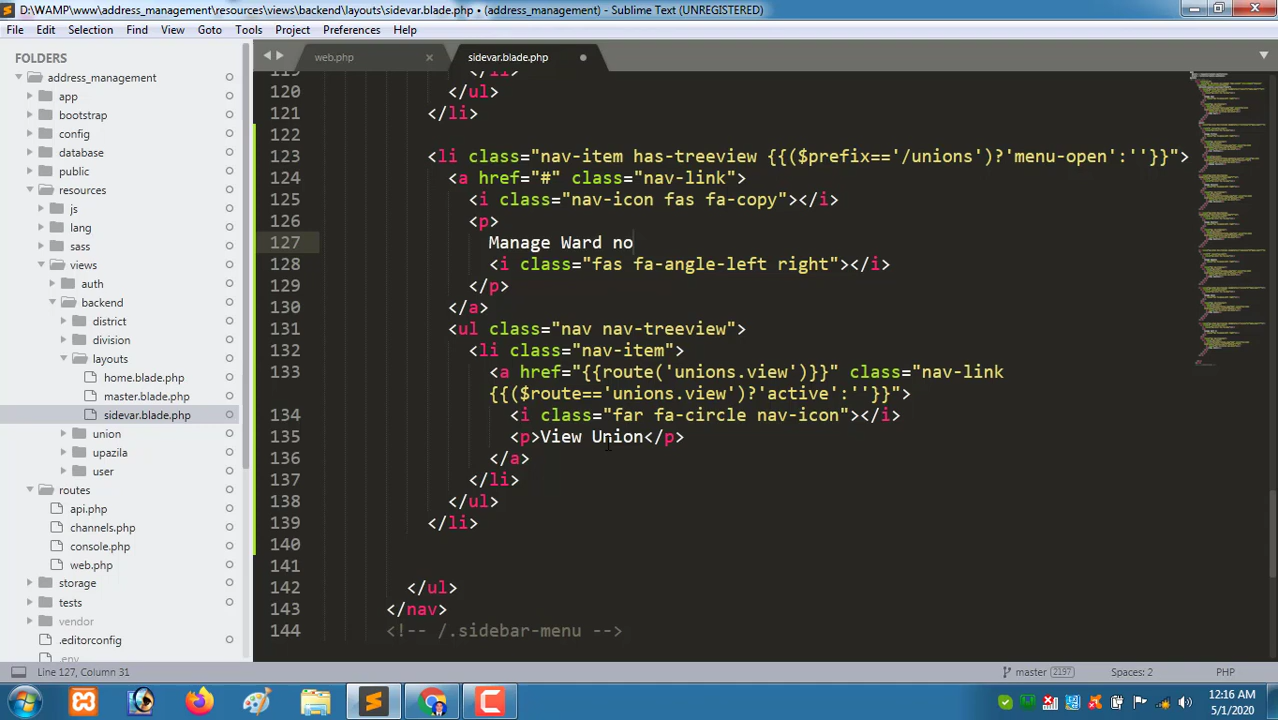 D:\WAMP\www\address_management\resources\views\backend\layouts\sidevar.blade.php • (address_management) - Sublime Text (UNREGISTERED)
File Edit Selection Find View Goto Tools Project Preferences Help
FOLDERS
address_management
app
bootstrap
config
database
public
resources
js
lang
sass
views
auth
backend
district
division
layouts
home.blade.php
master.blade.php
sidevar.blade.php
union
upazila
user
routes
api.php
channels.php
console.php
web.php
storage
tests
vendor
.editorconfig
.env
web.php
sidevar.blade.php
119 </li>
120 </ul>
121 </li>
122
123 <li class="nav-item has-treeview {{($prefix=='/unions')?'menu-open':''}}">
124 <a href="#" class="nav-link">
125 <i class="nav-icon fas fa-copy"></i>
126 <p>
127 Manage Ward no
128 <i class="fas fa-angle-left right"></i>
129 </p>
130 </a>
131 <ul class="nav nav-treeview">
132 <li class="nav-item">
133 <a href="{{route('unions.view')}}" class="nav-link
{{($route=='unions.view')?'active':''}}">
134 <i class="far fa-circle nav-icon"></i>
135 <p>View Union</p>
136 </a>
137 </li>
138 </ul>
139 </li>
140
141
142 </ul>
143 </nav>
144 <!-- /.sidebar-menu -->
Line 127, Column 31
master 2197
Spaces: 2
PHP
12:16 AM
5/1/2020